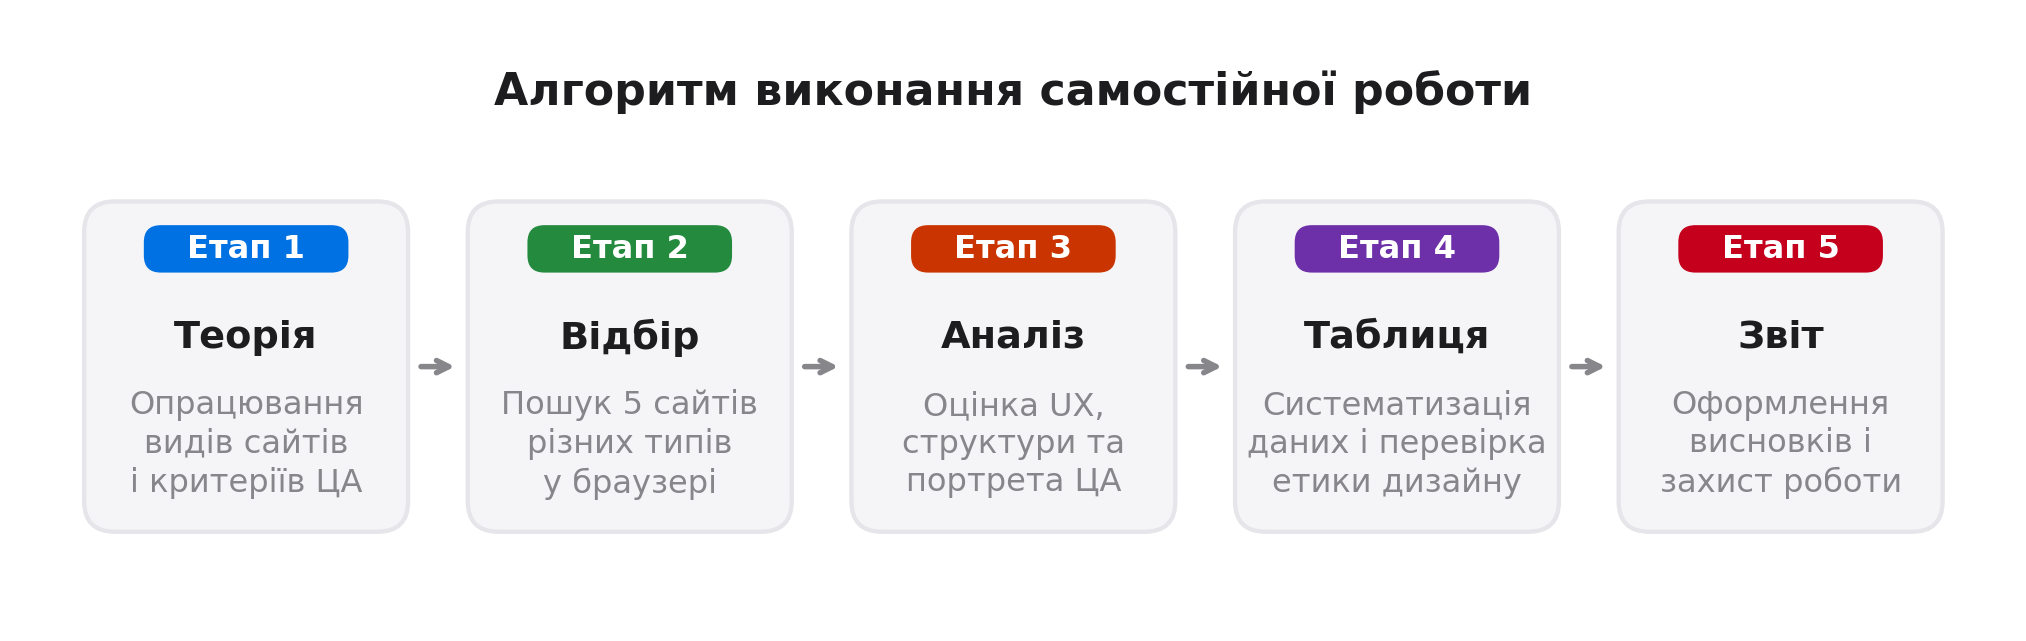 Алгоритм виконання самостійної роботи
Етап 1
Теорія
Опрацювання
видів сайтів
і критеріїв ЦА
Етап 2
Відбір
Пошук 5 сайтів
різних типів
у браузері
Етап 3
Аналіз
Оцінка UX,
структури та
портрета ЦА
Етап 4
Таблиця
Систематизація
даних і перевірка
етики дизайну
Етап 5
Звіт
Оформлення
висновків і
захист роботи